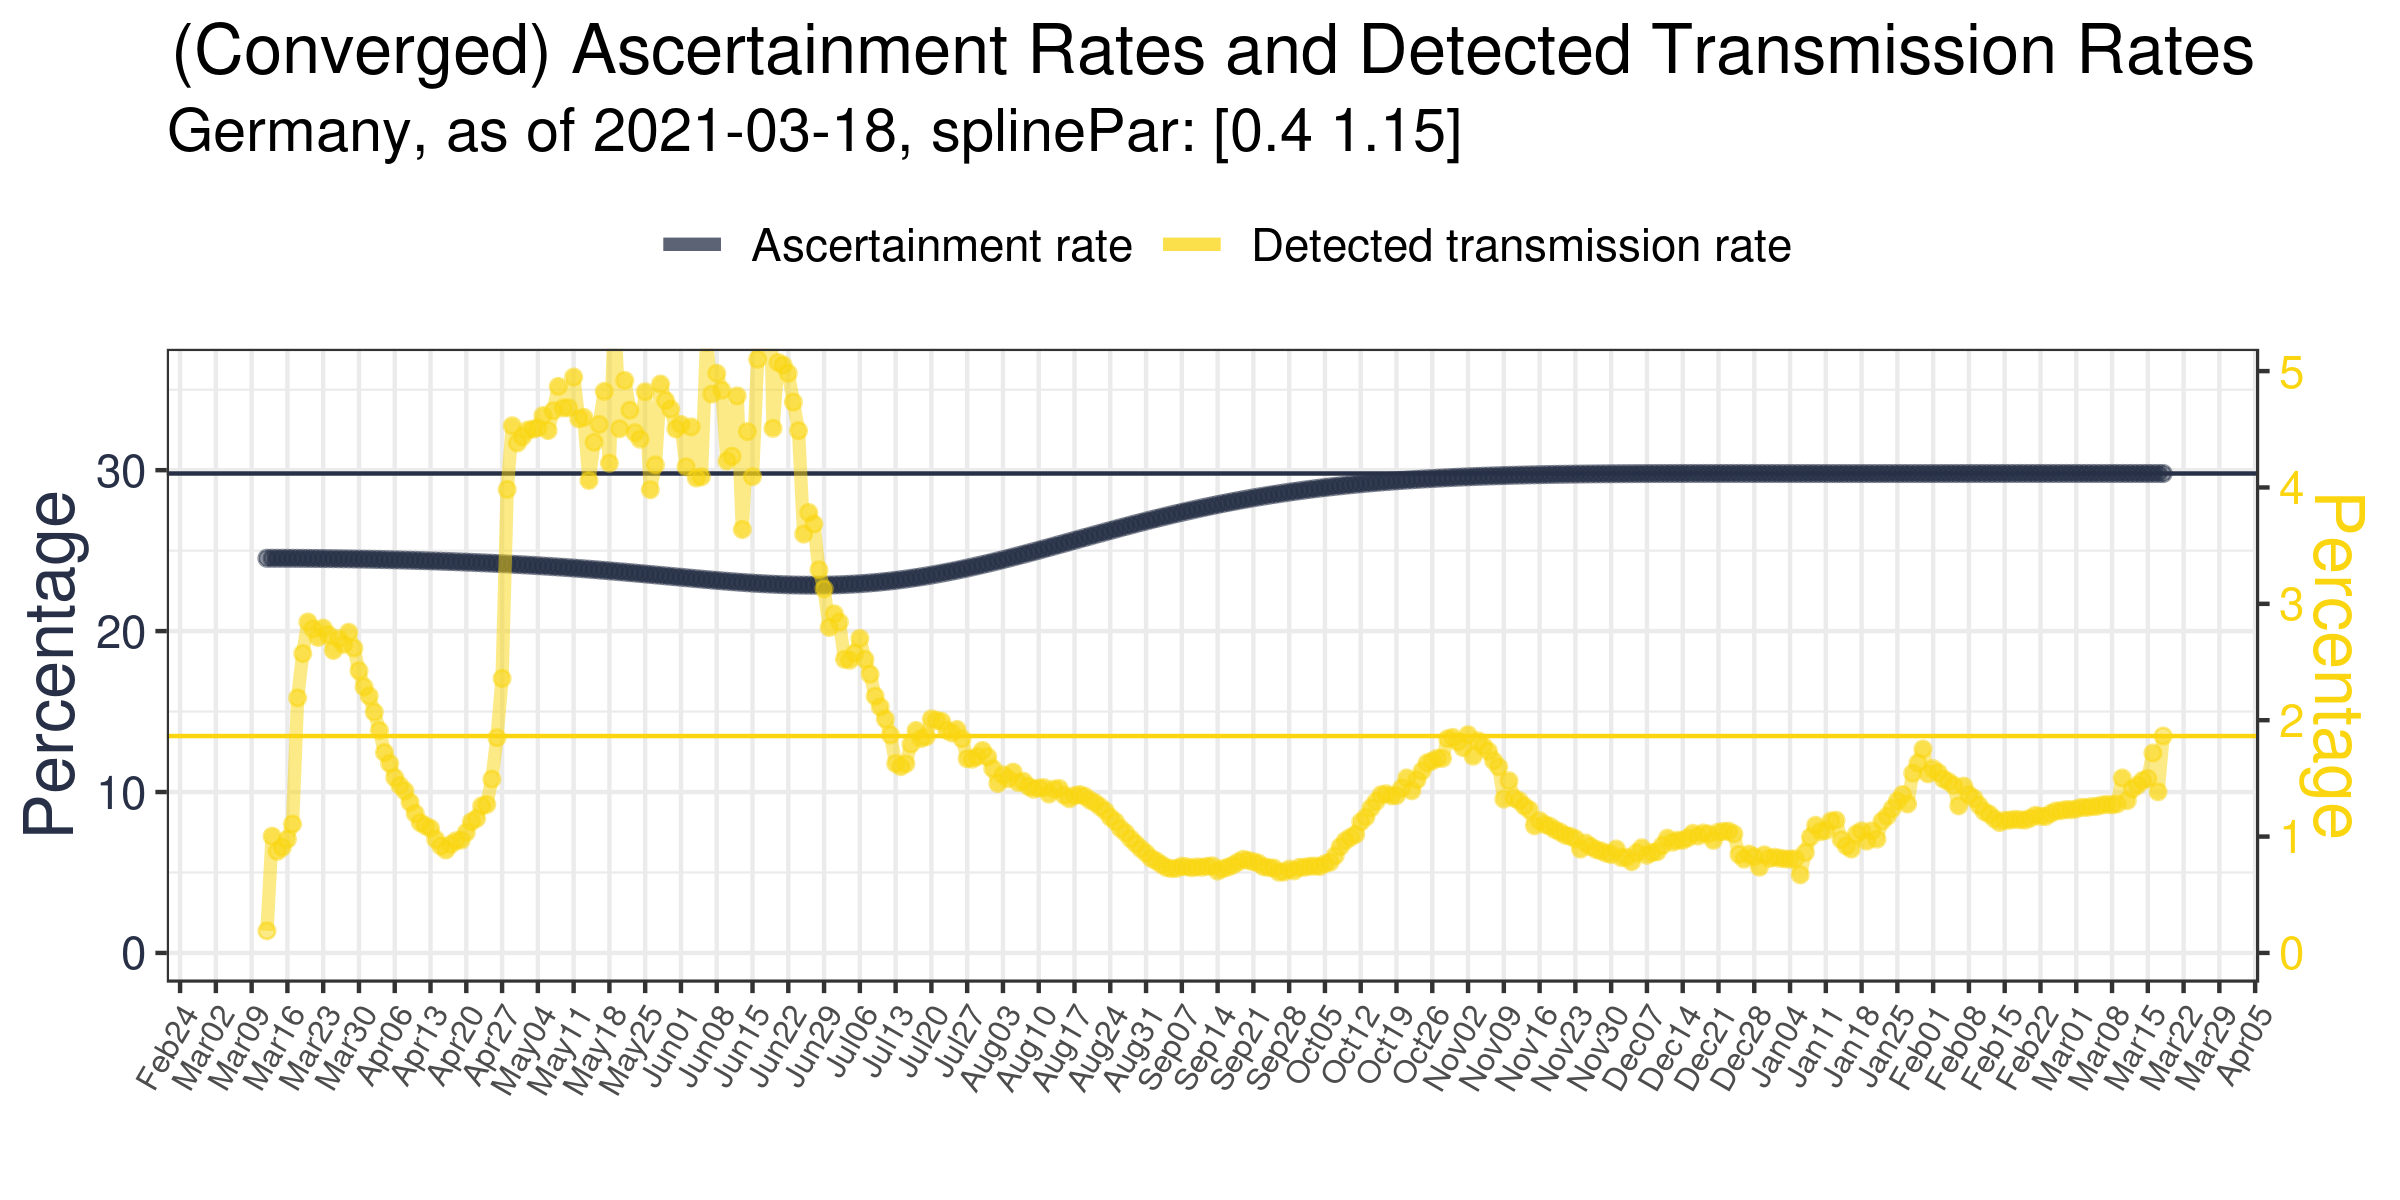 (Converged) Ascertainment Rates and Detected Transmission Rates
Germany, as of 2021-03-18, splinePar: [0.4 1.15]
Ascertainment rate Detected transmission rate
Percentage
30
20
10
0
5
4
3
2
1
0
Percentage
Feb24 Mar02 Mar09 Mar16 Mar23 Mar30 Apr06 Apr13 Apr20 Apr27 May04 May11 May18 May25 Jun01 Jun08 Jun15 Jun22 Jun29 Jul06 Jul13 Jul20 Jul27 Aug03 Aug10 Aug17 Aug24 Aug31 Sep07 Sep14 Sep21 Sep28 Oct05 Oct12 Oct19 Oct26 Nov02 Nov09 Nov16 Nov23 Nov30 Dec07 Dec14 Dec21 Dec28 Jan04 Jan11 Jan18 Jan25 Feb01 Feb08 Feb15 Feb22 Mar01 Mar08 Mar15 Mar22 Mar29 Apr05